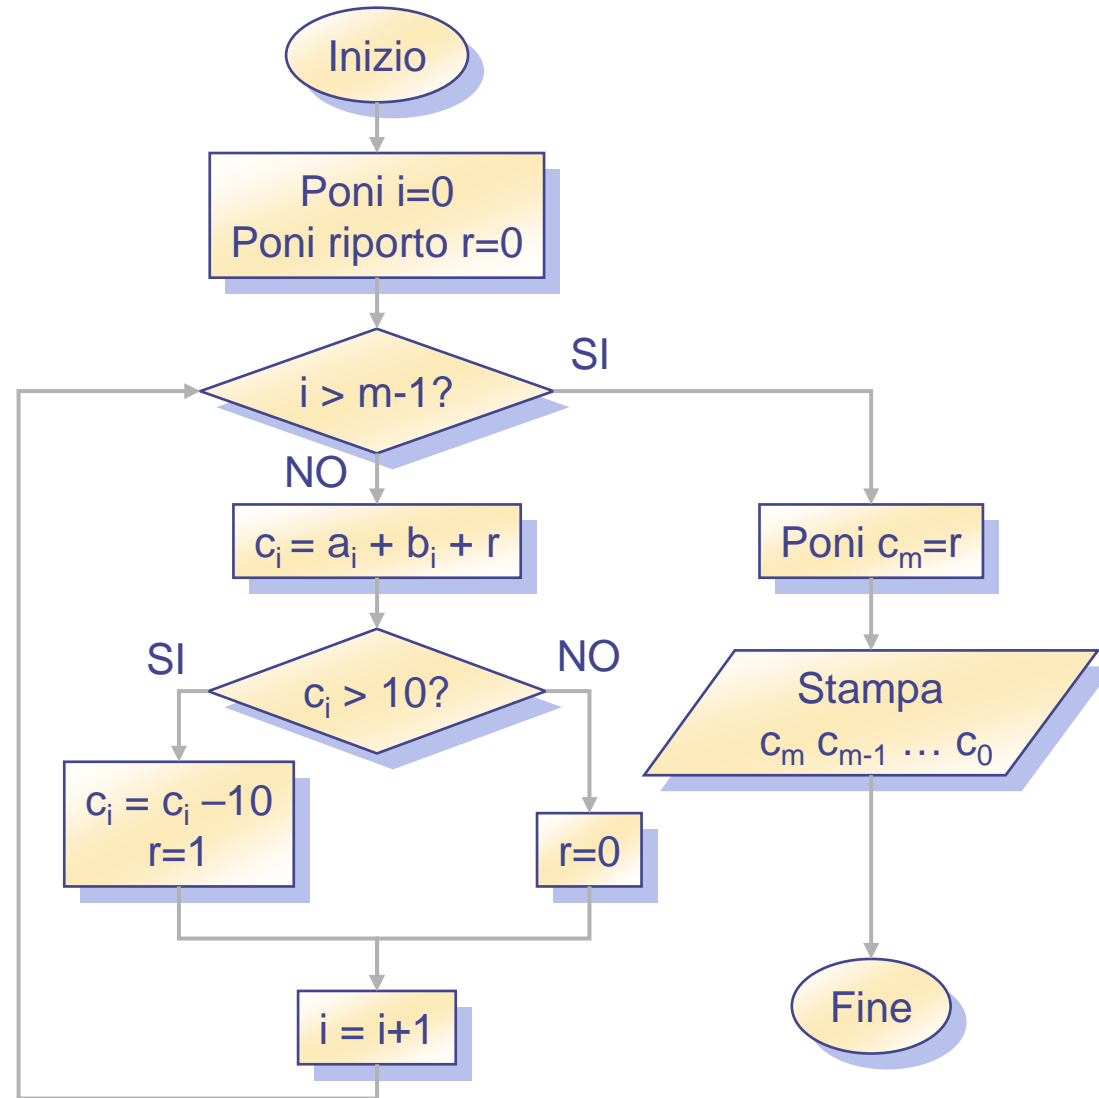 Inizio
Poni i=0
Poni riporto r=0
i > m-1?
SI
NO
cᵢ = aᵢ + bᵢ + r
cᵢ > 10?
SI
NO
cᵢ = cᵢ –10
r=1
r=0
i = i+1
Poni cₘ=r
Stampa
cₘ cₘ₋₁ … c₀
Fine